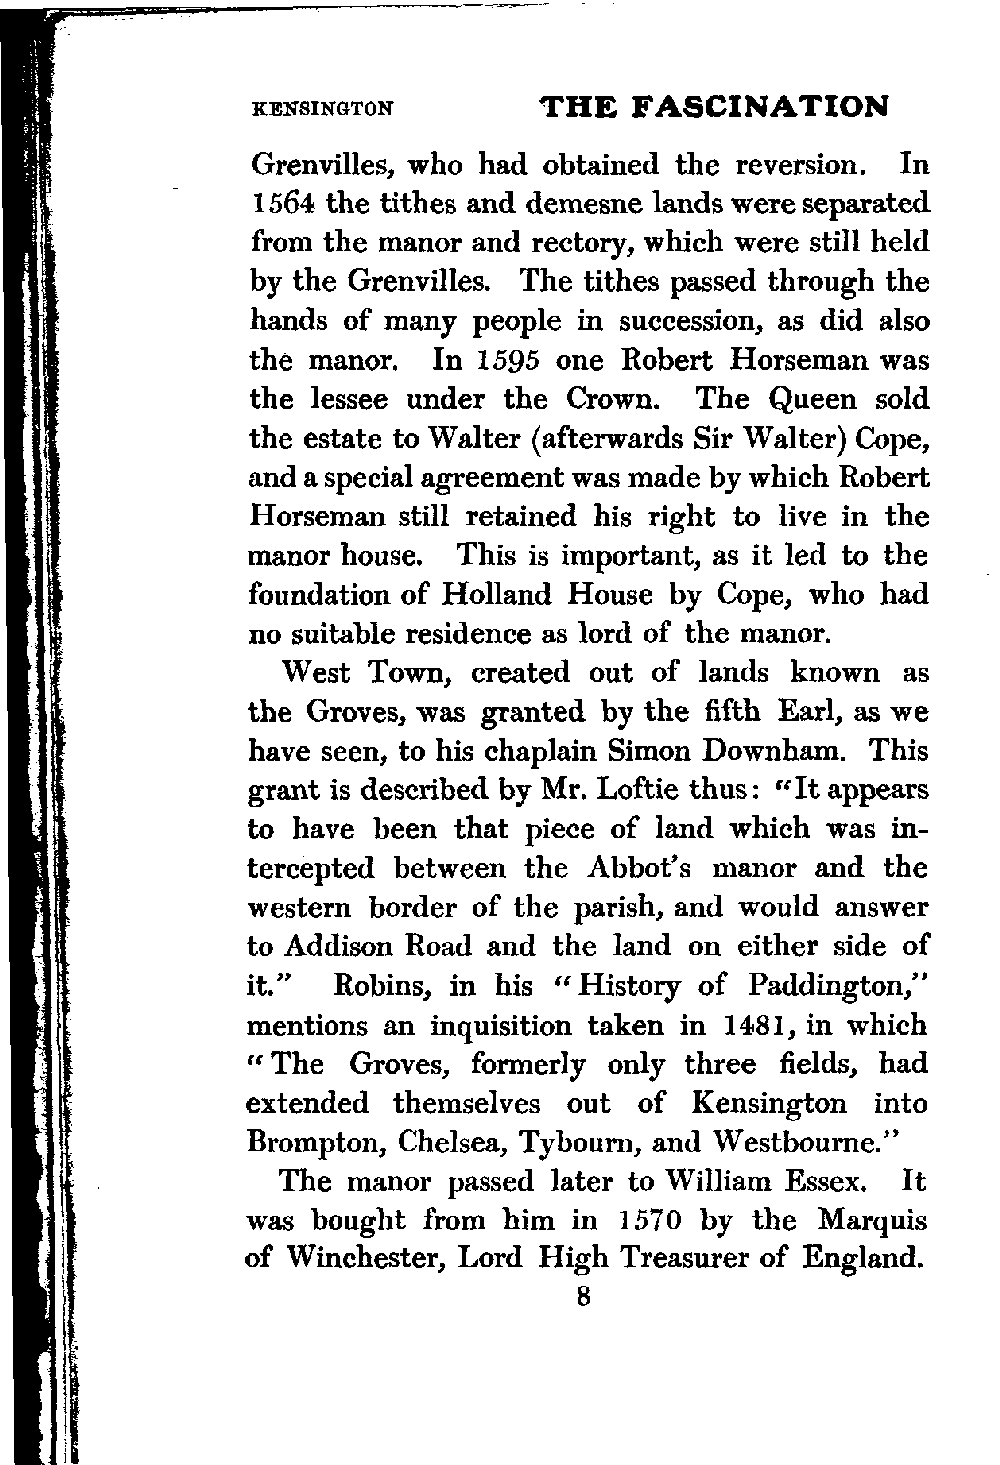 KENSINGTON THE FASCINATION
Grenvilles, who had obtained the reversion. In
1564 the tithes and demesne lands were separated
from the manor and rectory, which were still held
by the Grenvilles. The tithes passed through the
hands of many people in succession, as did also
the manor. In 1595 one Robert Horseman was
the lessee under the Crown. The Queen sold
the estate to Walter (afterwards Sir Walter) Cope,
and a special agreement was made by which Robert
Horseman still retained his right to live in the
manor house. This is important, as it led to the
foundation of Holland House by Cope, who had
no suitable residence as lord of the manor.
West Town, created out of lands known as
the Groves, was granted by the fifth Earl, as we
have seen, to his chaplain Simon Downham. This
grant is described by Mr. Loftie thus: "It appears
to have been that piece of land which was in-
tercepted between the Abbot's manor and the
western border of the parish, and would answer
to Addison Road and the land on either side of
it." Robins, in his "History of Paddington,"
mentions an inquisition taken in 1481, in which
"The Groves, formerly only three fields, had
extended themselves out of Kensington into
Brompton, Chelsea, Tybourn, and Westbourne."
The manor passed later to William Essex. It
was bought from him in 1570 by the Marquis
of Winchester, Lord High Treasurer of England.
8